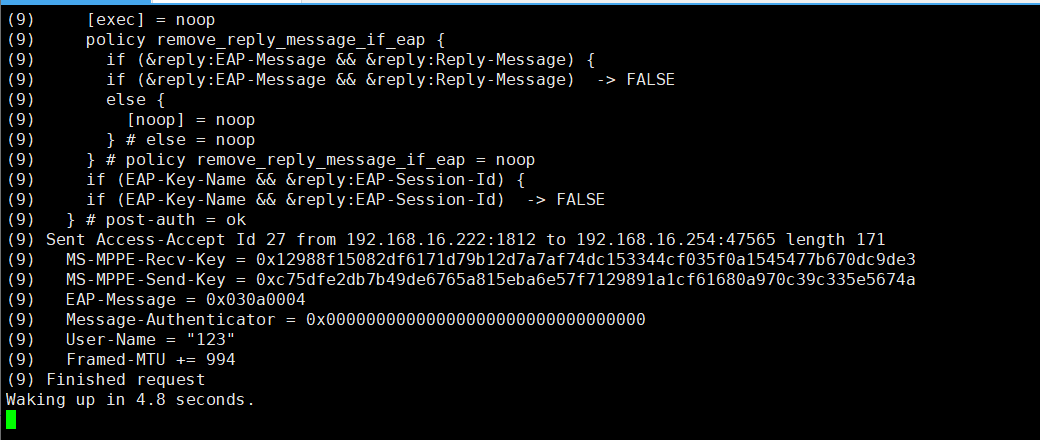 (9)     [exec] = noop
(9)     policy remove_reply_message_if_eap {
(9)       if (&reply:EAP-Message && &reply:Reply-Message) {
(9)       if (&reply:EAP-Message && &reply:Reply-Message)  -> FALSE
(9)       else {
(9)         [noop] = noop
(9)       } # else = noop
(9)     } # policy remove_reply_message_if_eap = noop
(9)     if (EAP-Key-Name && &reply:EAP-Session-Id) {
(9)     if (EAP-Key-Name && &reply:EAP-Session-Id)  -> FALSE
(9)   } # post-auth = ok
(9) Sent Access-Accept Id 27 from 192.168.16.222:1812 to 192.168.16.254:47565 length 171
(9)   MS-MPPE-Recv-Key = 0x12988f15082df6171d79b12d7a7af74dc153344cf035f0a1545477b670dc9de3
(9)   MS-MPPE-Send-Key = 0xc75dfe2db7b49de6765a815eba6e57f7129891a1cf61680a970c39c335e5674a
(9)   EAP-Message = 0x030a0004
(9)   Message-Authenticator = 0x00000000000000000000000000000000
(9)   User-Name = "123"
(9)   Framed-MTU += 994
(9) Finished request
Waking up in 4.8 seconds.